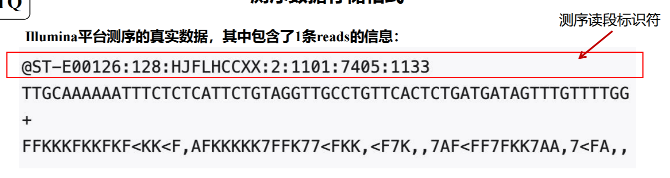 TQ
Illumina平台测序的真实数据，其中包含了1条reads的信息：
测序读段标识符
@ST-E00126:128:HJFLHCCXX:2:1101:7405:1133
TTGCAAAAAATTTCTCTCATTCTGTAGGTTGCCTGTTCACTCTGATGATAGTTTGTTTTGG
+
FFKKKFKKFKF<KK<F,AFKKKKK7FFK77<FKK,<F7K,,7AF<FF7FKK7AA,7<FA,,